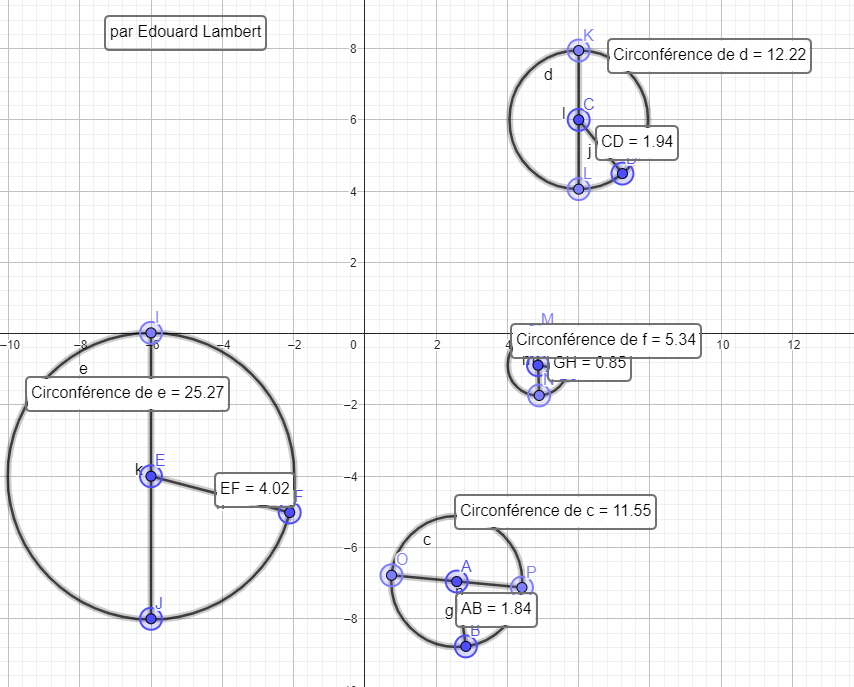 par Edouard Lambert
8
K
Circonférence de d = 12.22
d
C
l
6
CD = 1.94
j
L
4
2
M
I
−10
−8
−6
−4
−2
0
2
4
10
12
Circonférence de f = 5.34
GH = 0.85
e
N
Circonférence de e = 25.27
−2
E
k
−4
EF = 4.02
F
Circonférence de c = 11.55
−6
c
O
A
P
J
g
AB = 1.84
−8
B